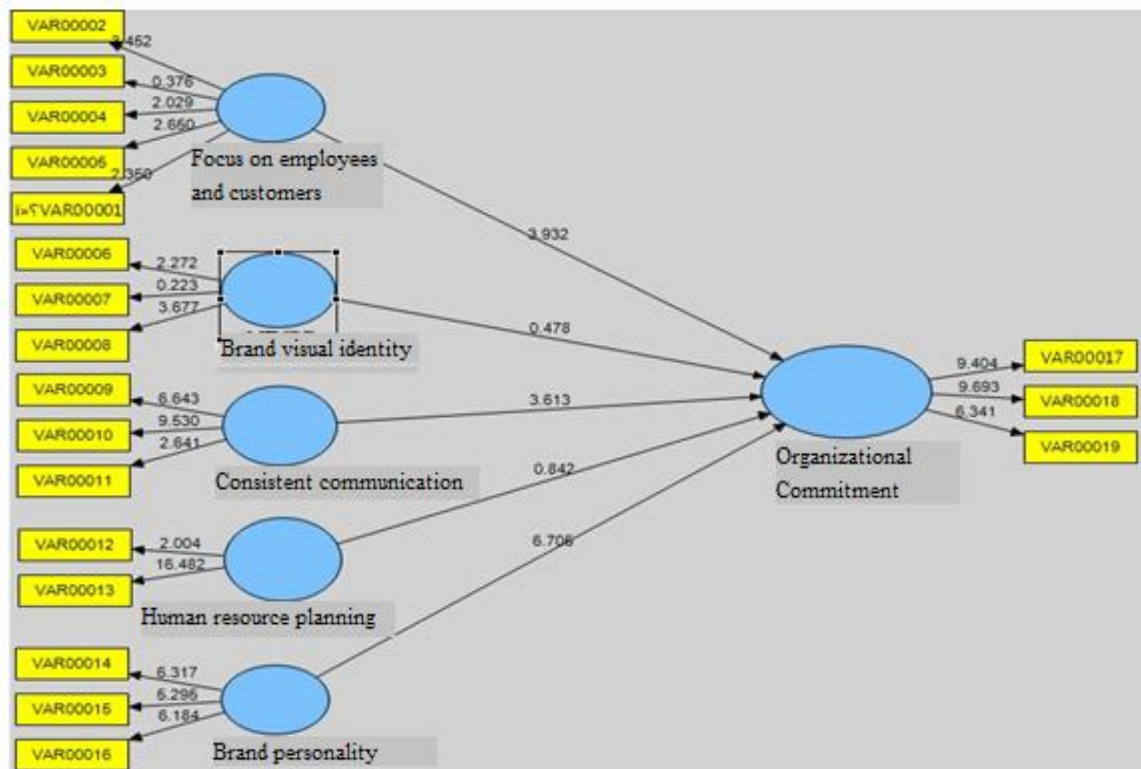 VAR00002
3.452
VAR00003
0.376
VAR00004
2.029
VAR00005
2.650
2.350
ï»؟VAR00001
Focus on employees
and customers
3.932
VAR00006
2.272
VAR00007
0.223
VAR00008
3.677
Brand visual identity
0.478
VAR00009
6.643
VAR00010
9.530
VAR00011
2.641
Consistent communication
3.613
VAR00012
2.004
VAR00013
16.482
Human resource planning
0.842
VAR00014
6.317
VAR00015
5.295
VAR00016
6.184
Brand personality
6.706
Organizational
Commitment
9.404
VAR00017
9.693
VAR00018
6.341
VAR00019